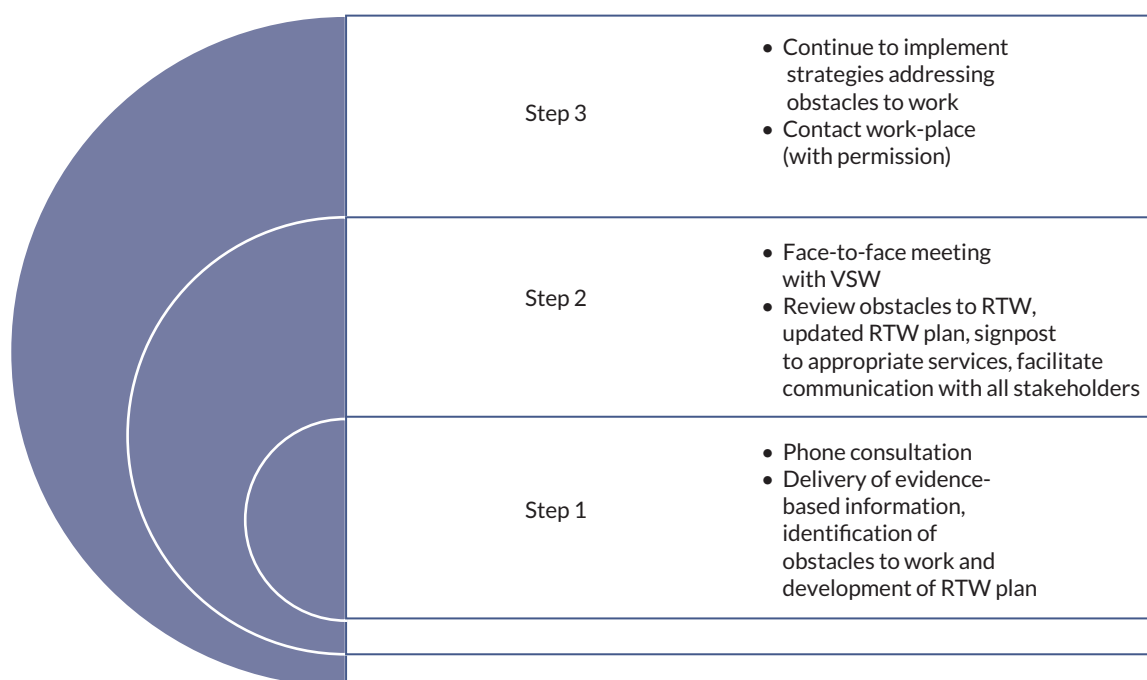 Step 3
• Continue to implement
strategies addressing
obstacles to work
• Contact work-place
(with permission)
Step 2
• Face-to-face meeting
with VSW
• Review obstacles to RTW,
updated RTW plan, signpost
to appropriate services, facilitate
communication with all stakeholders
Step 1
• Phone consultation
• Delivery of evidence-
based information,
identification of
obstacles to work and
development of RTW plan